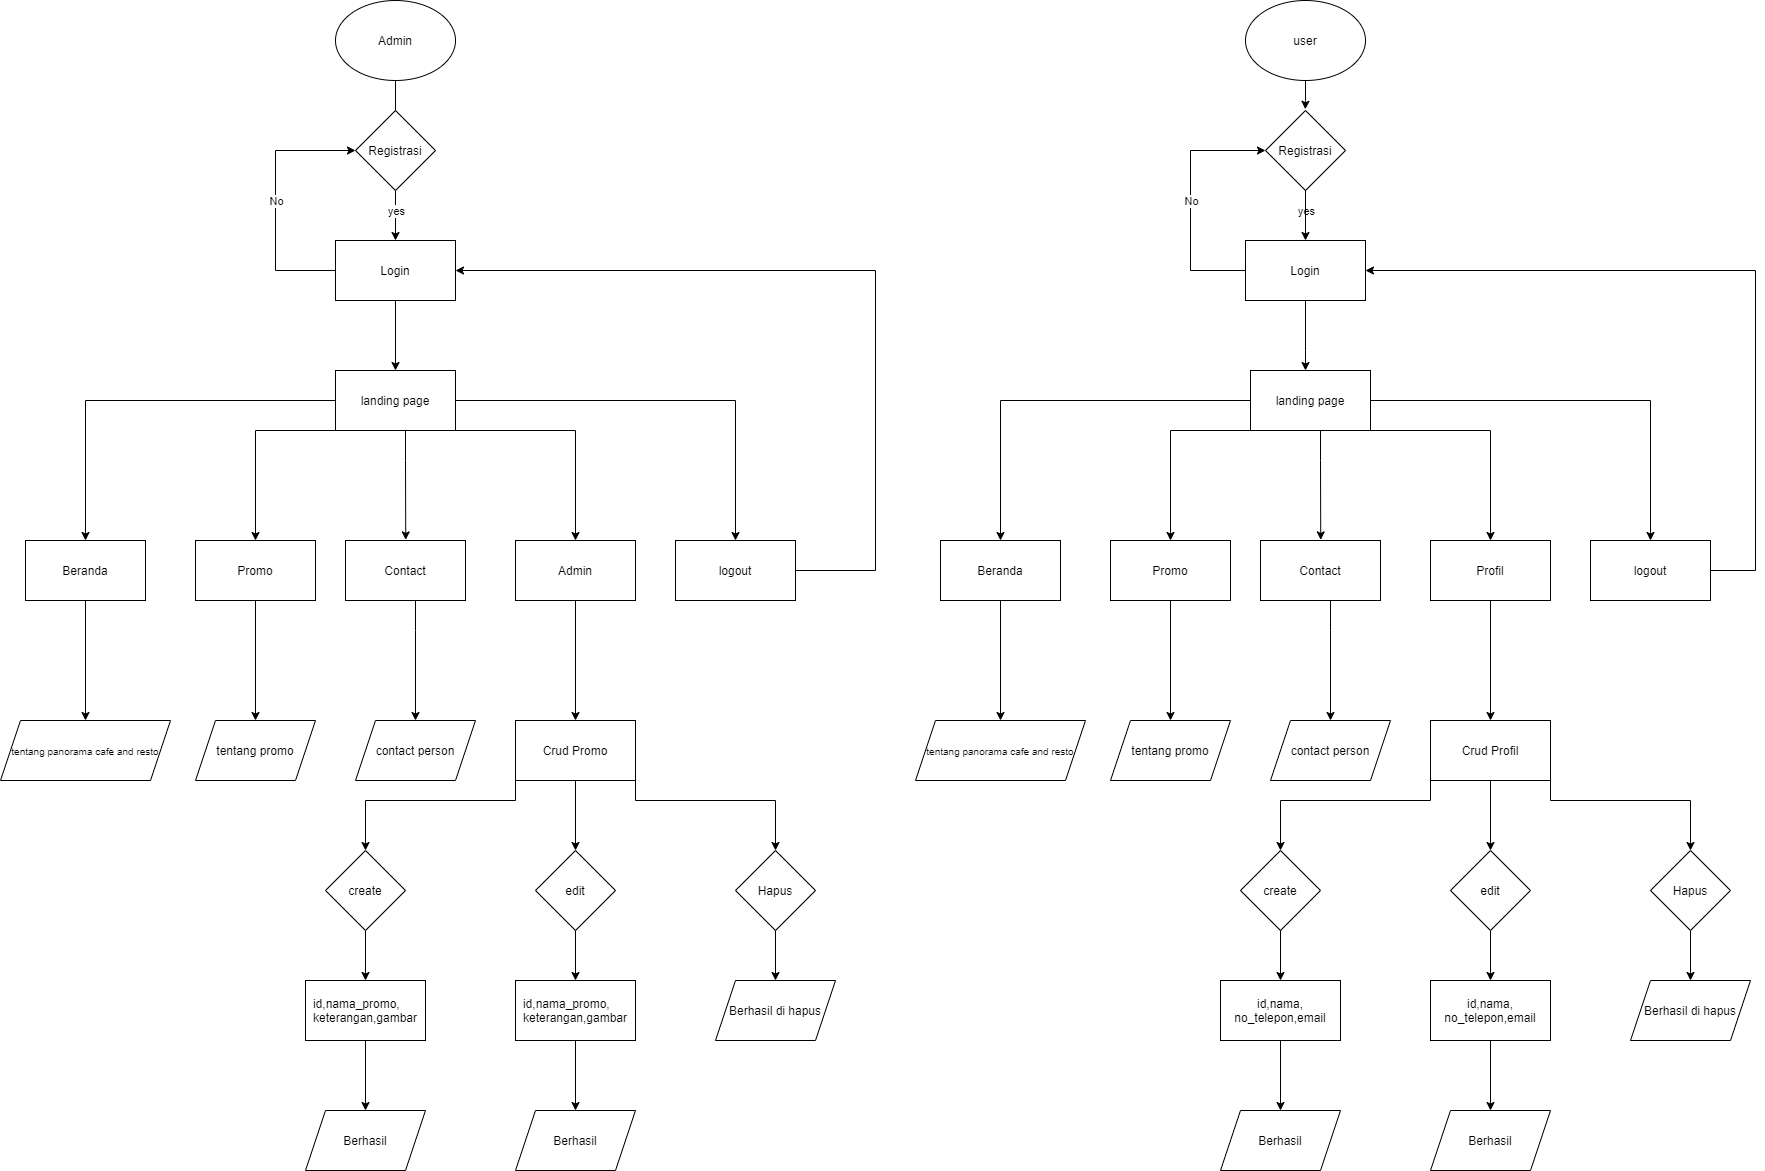 Admin
Registrasi
No
yes
Login
landing page
Beranda
Promo
Contact
Admin
logout
tentang panorama cafe and resto
tentang promo
contact person
Crud Promo
create
edit
Hapus
id,nama_promo,
keterangan,gambar
id,nama_promo,
keterangan,gambar
Berhasil di hapus
Berhasil
Berhasil
user
Registrasi
No
yes
Login
landing page
Beranda
Promo
Contact
Profil
logout
tentang panorama cafe and resto
tentang promo
contact person
Crud Profil
create
edit
Hapus
id,nama,
no_telepon,email
id,nama,
no_telepon,email
Berhasil di hapus
Berhasil
Berhasil